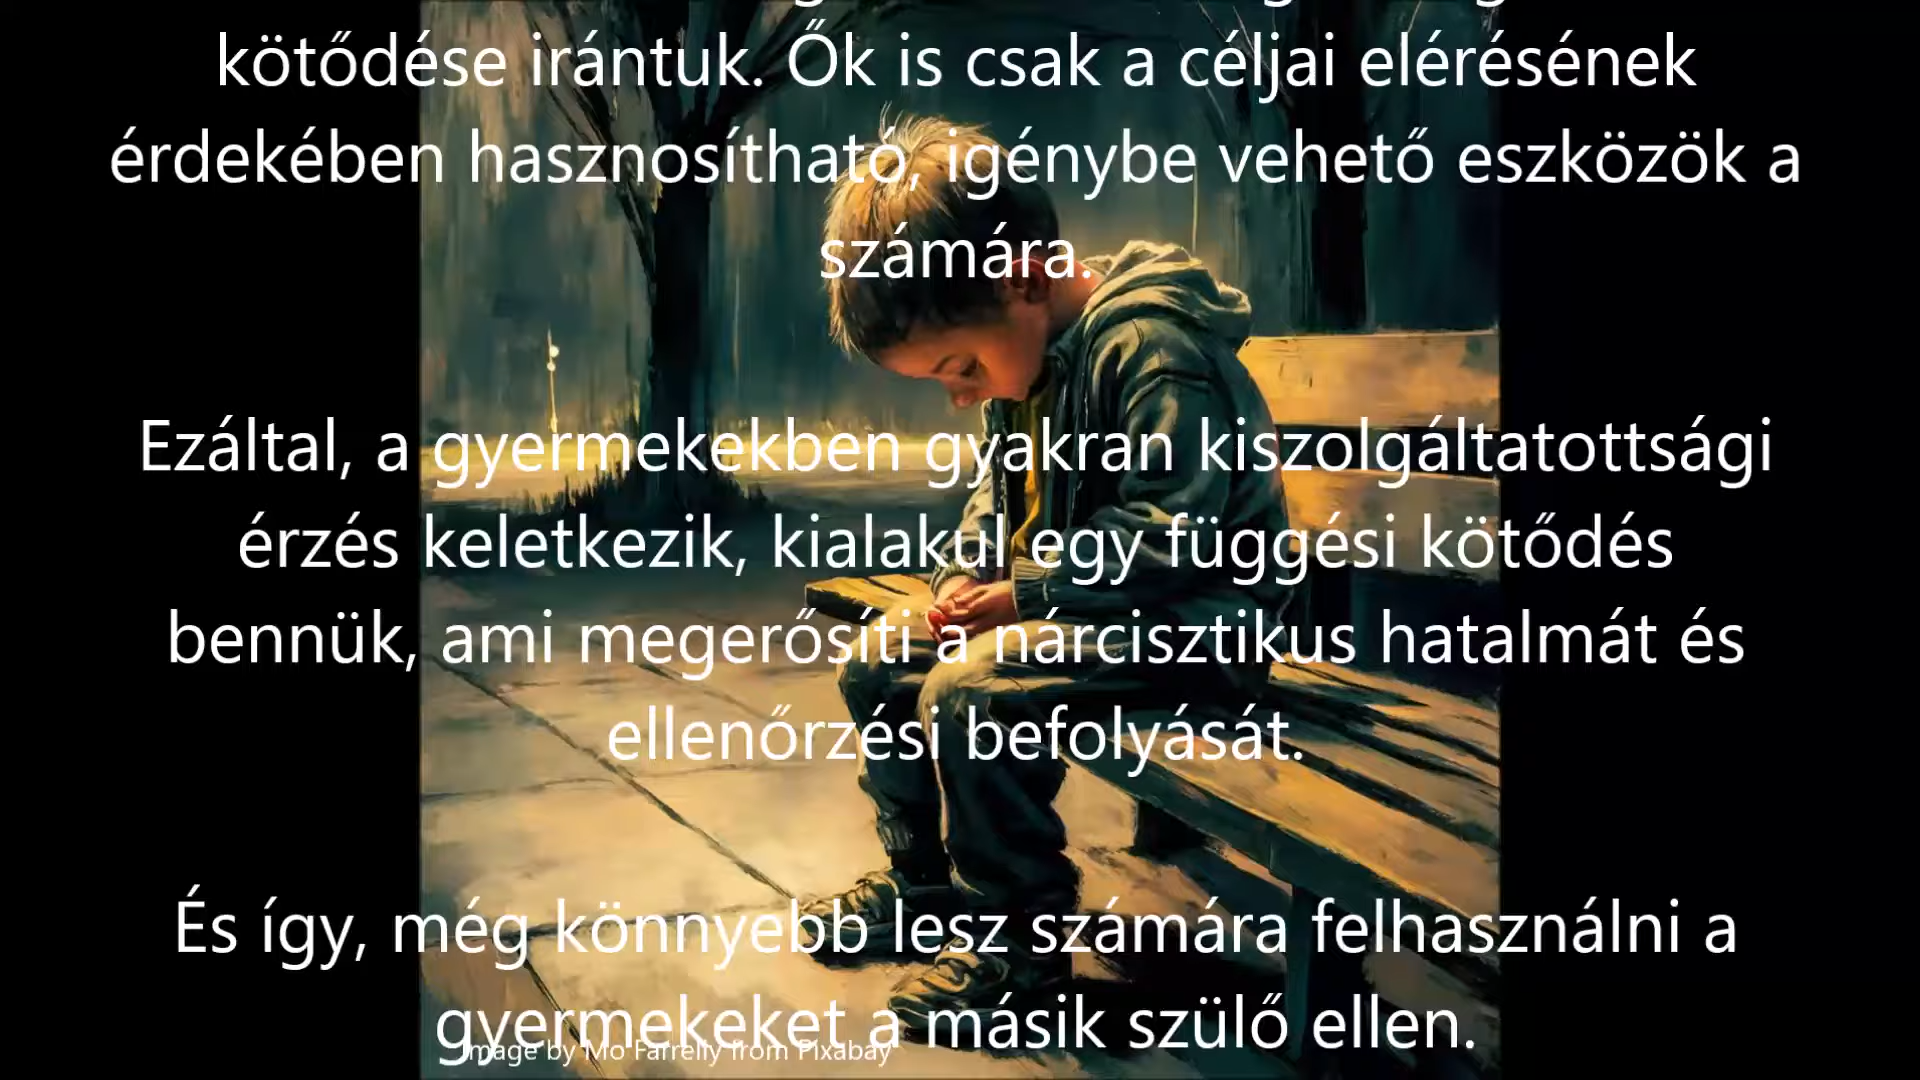 kötődése irántuk. Ők is csak a céljai elérésének
érdekében hasznosítható, igénybe vehető eszközök a
számára.
Ezáltal, a gyermekekben gyakran kiszolgáltatottsági
érzés keletkezik, kialakul egy függési kötődés
bennük, ami megerősíti a nárcisztikus hatalmát és
ellenőrzési befolyását.
És így, még könnyebb lesz számára felhasználni a
gyermekeket a másik szülő ellen.
Image by Mo Farrelly from Pixabay